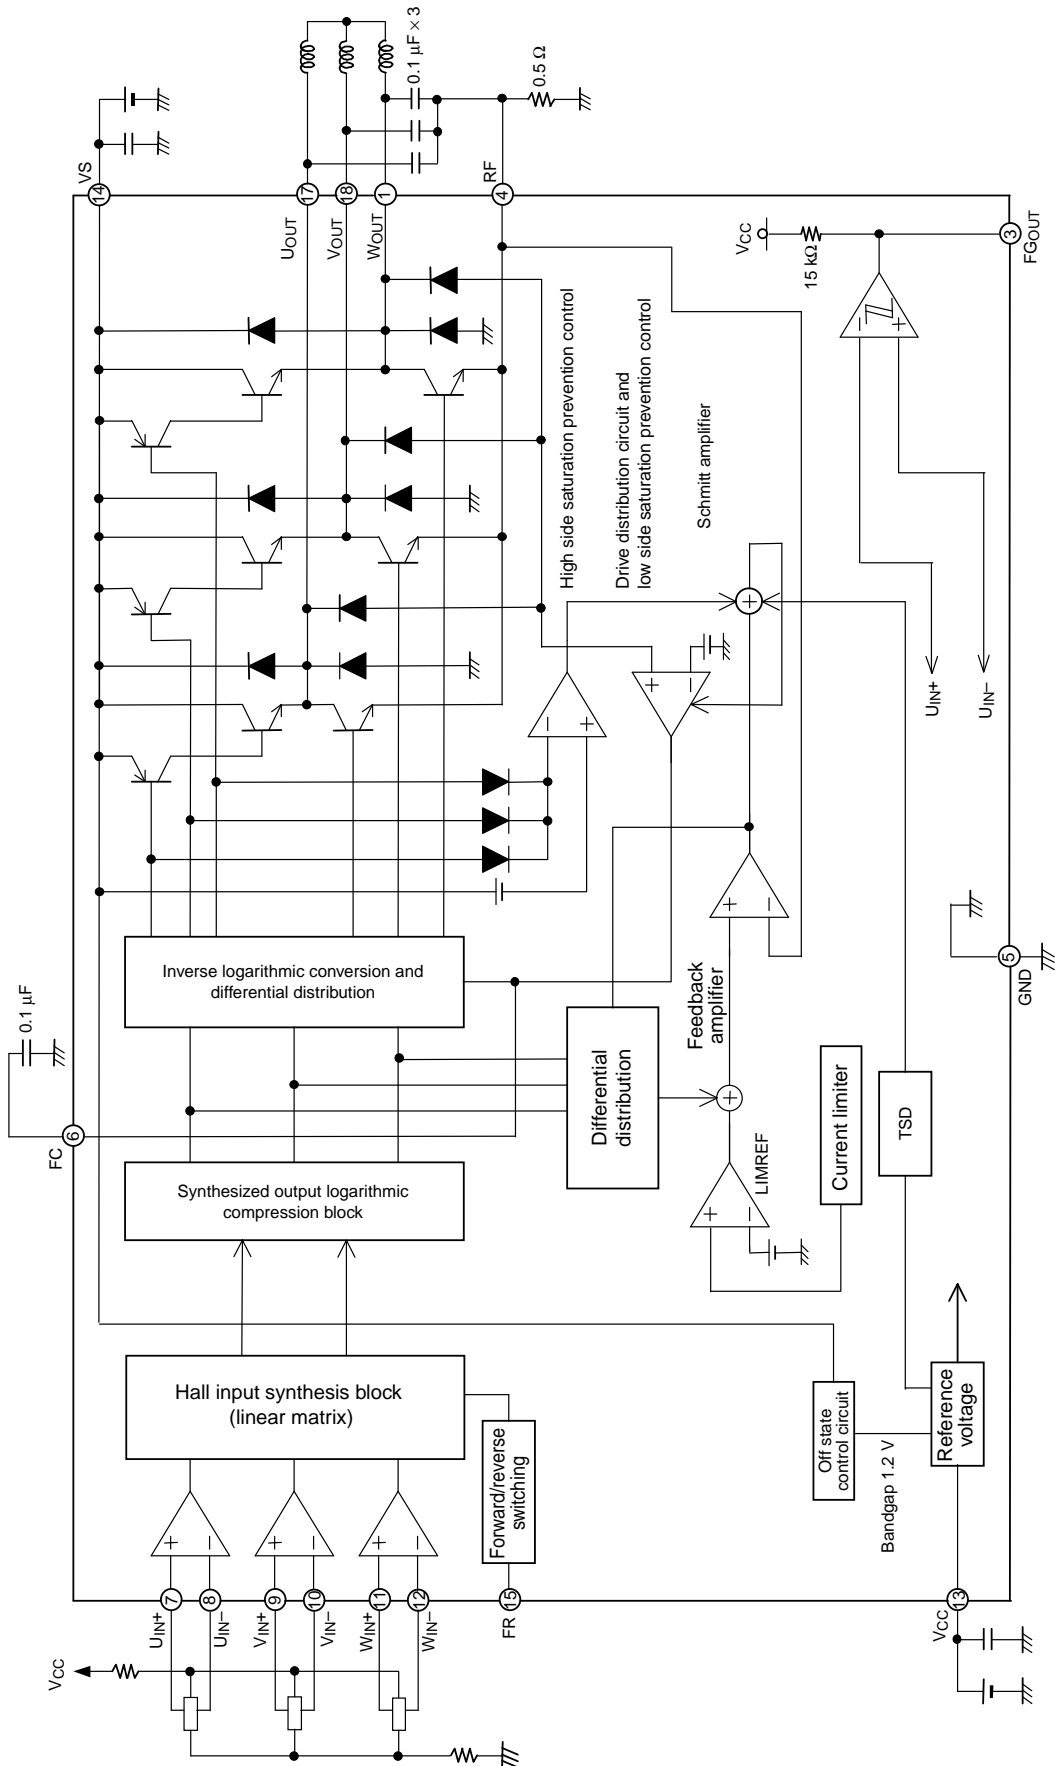 VS
14
17
18
1
4
RF
UOUT
VOUT
WOUT
0.1 µF × 3
0.5 Ω
VCC
15 kΩ
3
FGOUT
+
−
High side saturation prevention control
Drive distribution circuit and
low side saturation prevention control
Schmitt amplifier
−
+
+
−
+
UIN+
UIN−
+
−
Feedback
amplifier
5
GND
FC
6
0.1 µF
Inverse logarithmic conversion and
differential distribution
Differential
distribution
+
Synthesized output logarithmic
compression block
LIMREF
+
−
Current limiter
TSD
Hall input synthesis block
(linear matrix)
Forward/reverse
switching
Off state
control circuit
Bandgap 1.2 V
Reference
voltage
+
−
+
−
+
−
7
8
9
10
11
12
15
13
UIN+
UIN−
VIN+
VIN−
WIN+
WIN−
FR
VCC
VCC